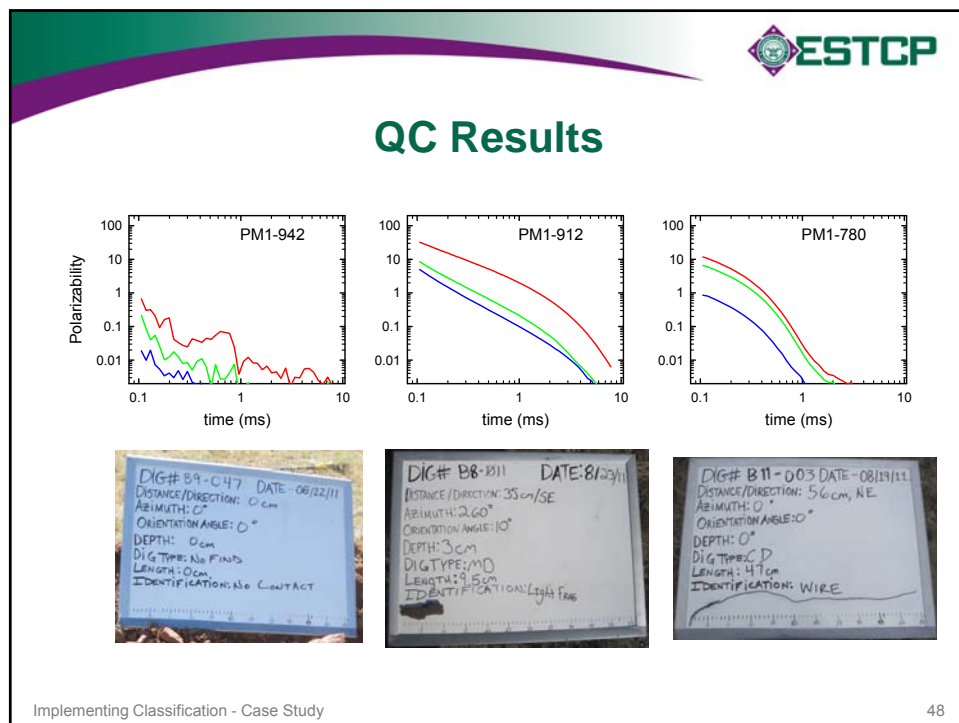 ESTCP
QC Results
PM1-942
PM1-912
PM1-780
Polarizability
100
10
1
0.1
0.01
0.1 1 10
time (ms)
100
10
1
0.1
0.01
0.1 1 10
time (ms)
100
10
1
0.1
0.01
0.1 1 10
time (ms)
DIG# B9-047 DATE-08/22/11
DISTANCE/DIRECTION: 0cm
AZIMUTH: 0°
ORIENTATION ANGLE: 0°
DEPTH: 0cm
DIG TYPE: NO FIND
LENGTH: 0cm
IDENTIFICATION: NO CONTACT
DIG# B8- DATE: 8/23/11
DISTANCE/DIRECTION: 35cm/SE
AZIMUTH: 260°
ORIENTATION ANGLE: 10°
DEPTH: 3cm
DIG TYPE: MD
LENGTH: 9.5cm
IDENTIFICATION: Light FRAG
DIG# B11-003 DATE-08/19/11
DISTANCE/DIRECTION: 56cm, NE
AZIMUTH: 0°
ORIENTATION ANGLE: 0°
DEPTH: 0°
DIG TYPE: CD
LENGTH: 47cm
IDENTIFICATION: WIRE
Implementing Classification - Case Study
48